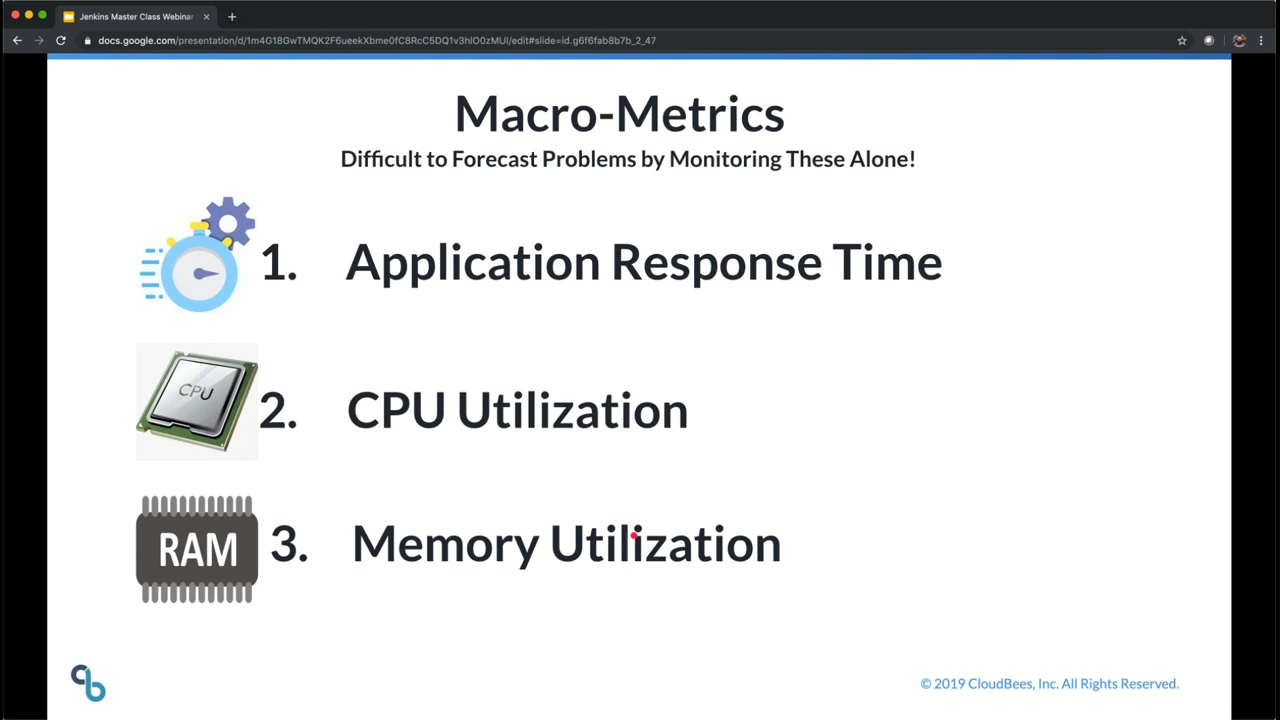 Jenkins Master Class Webinar
docs.google.com/presentation/d/1m4G18GwTMQK2F6ueekXbme0fC8RcC5DQ1v3hlO0zMUI/edit#slide=id.g6f6fab8b7b_2_47
Macro-Metrics
Difficult to Forecast Problems by Monitoring These Alone!
1. Application Response Time
CPU
2. CPU Utilization
RAM
3. Memory Utilization
© 2019 CloudBees, Inc. All Rights Reserved.